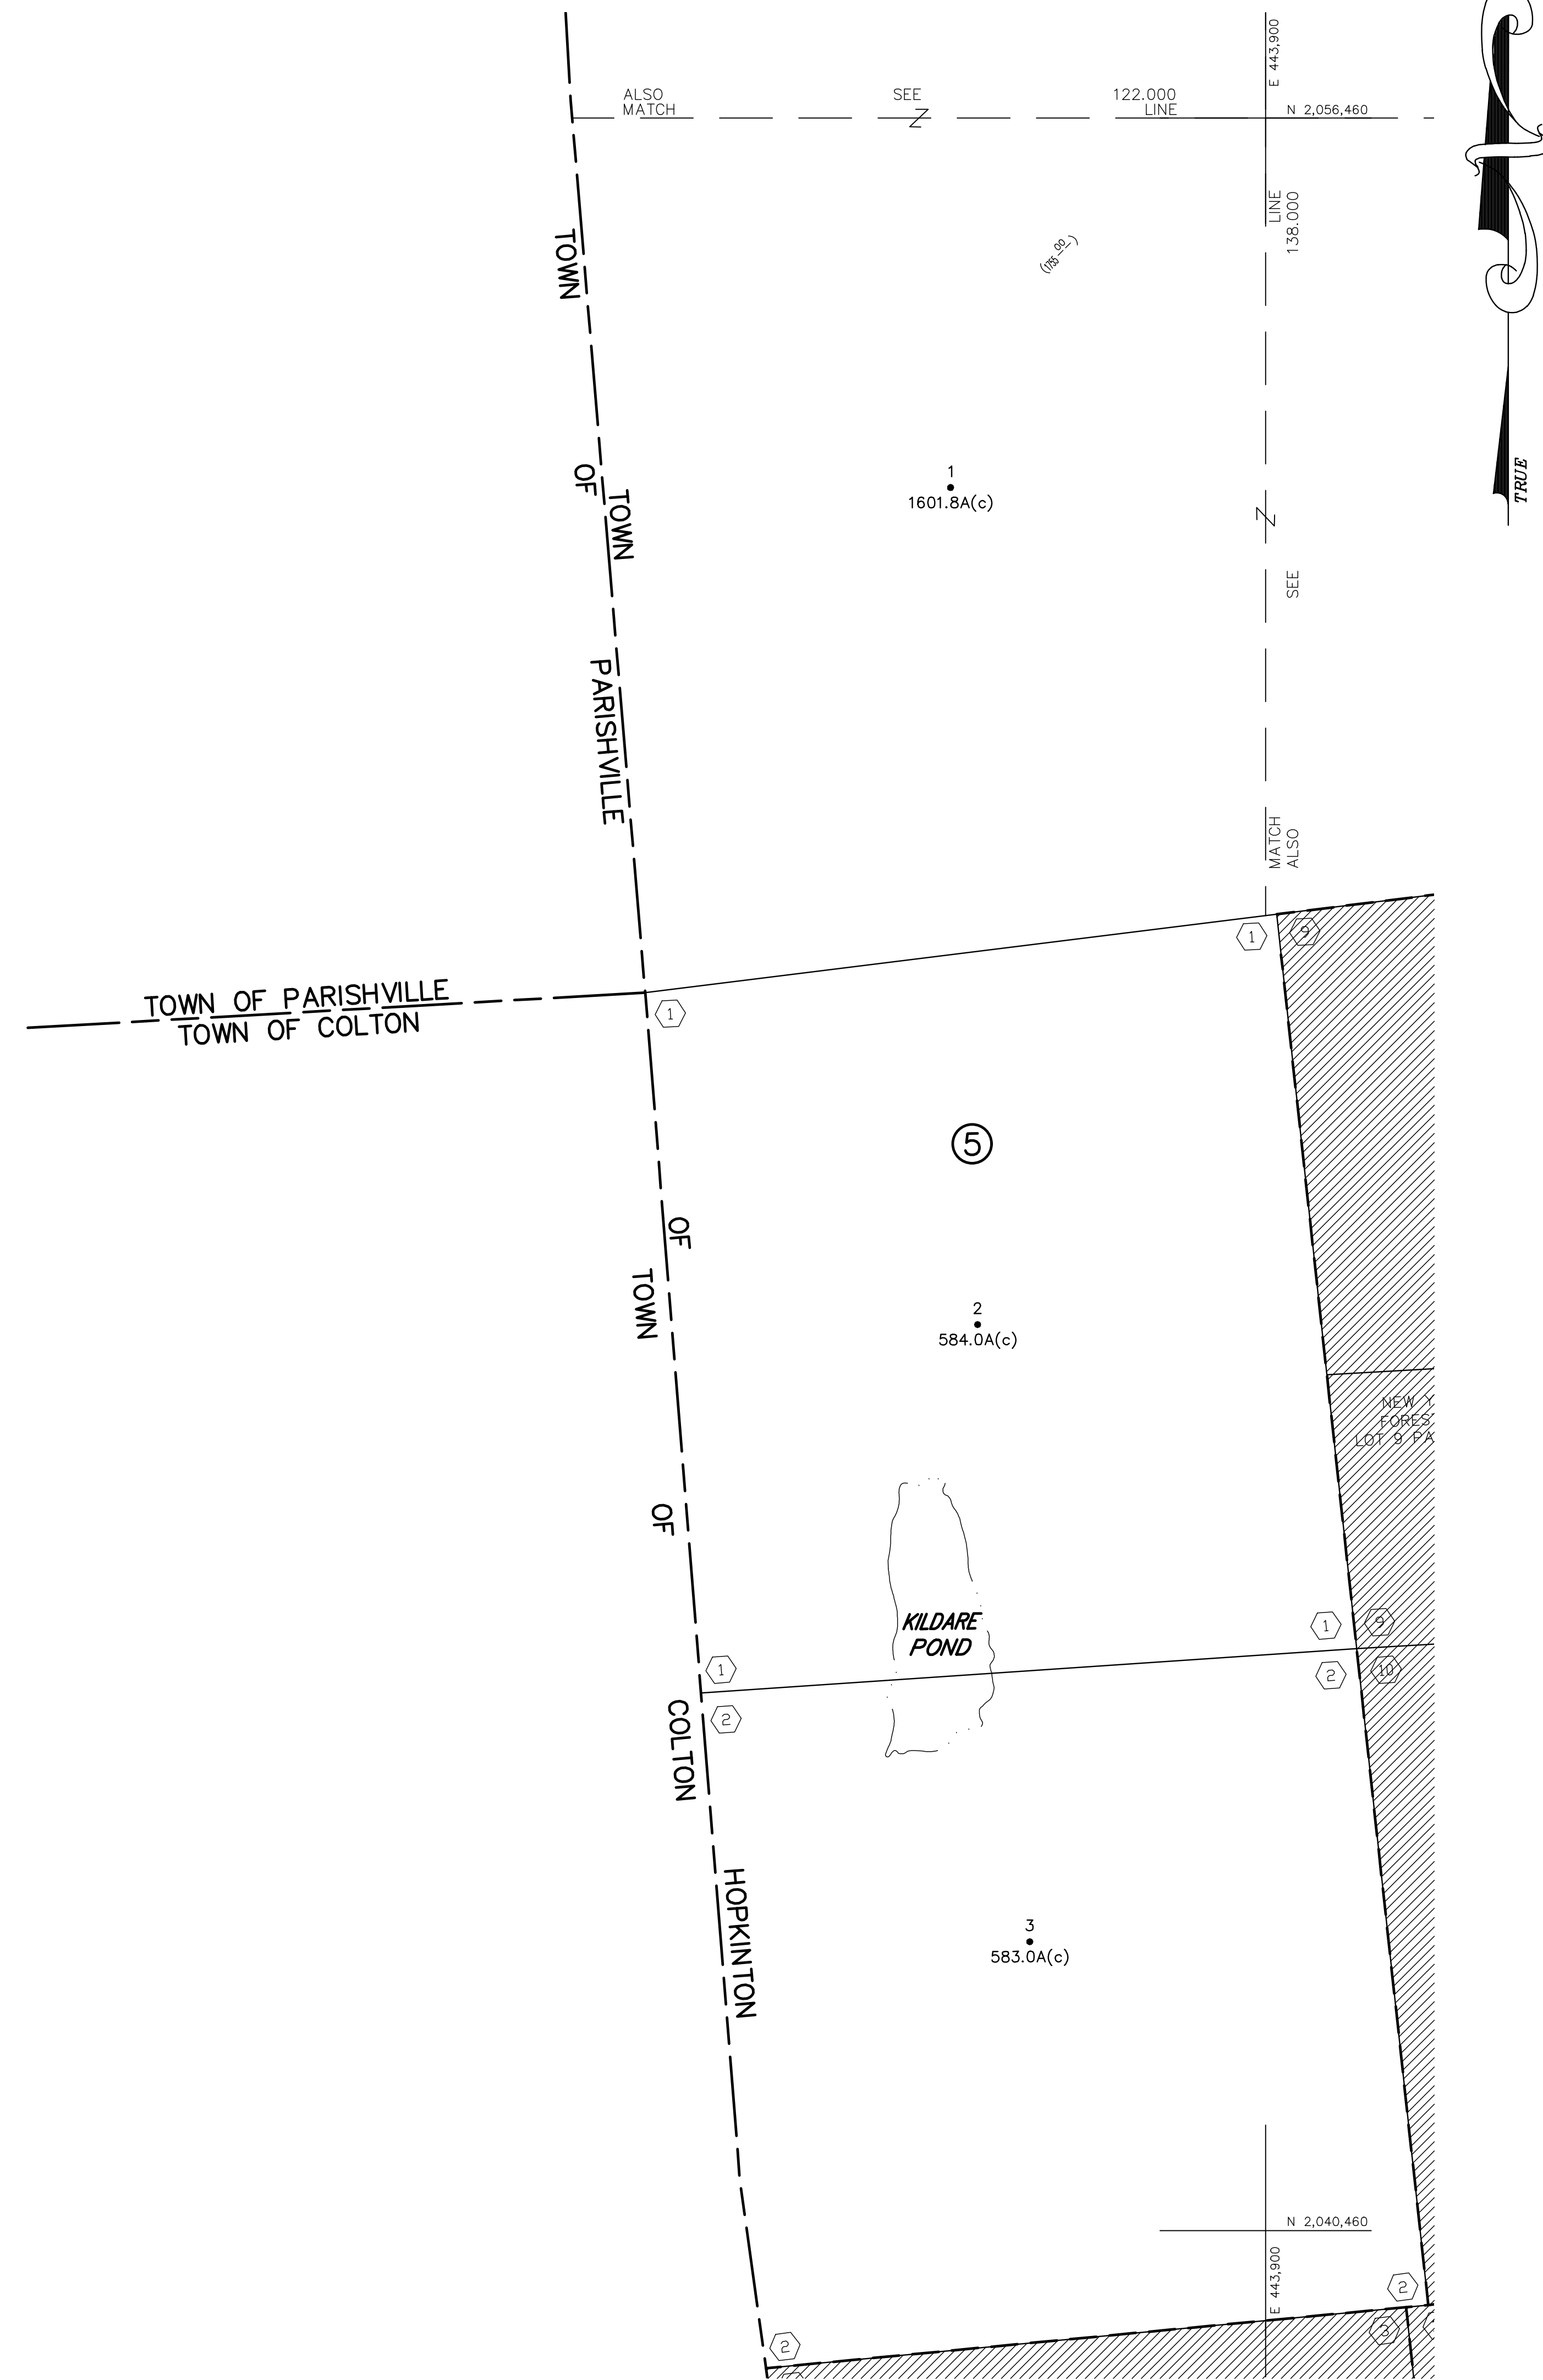 E 443,900
ALSO SEE 122.000
MATCH LINE
N 2,056,460
LINE
138.000
TRUE
TOWN
1
1601.8A(c)
OF
TOWN
SEE
PARISHVILLE
MATCH
ALSO
1
9
TOWN OF PARISHVILLE
TOWN OF COLTON
1
5
OF
TOWN
2
584.0A(c)
NEW Y
FORES
LOT 9 PA
OF
KILDARE
POND
1
9
1
2
10
2
COLTON
HOPKINTON
3
583.0A(c)
N 2,040,460
E 443,900
2
3
2